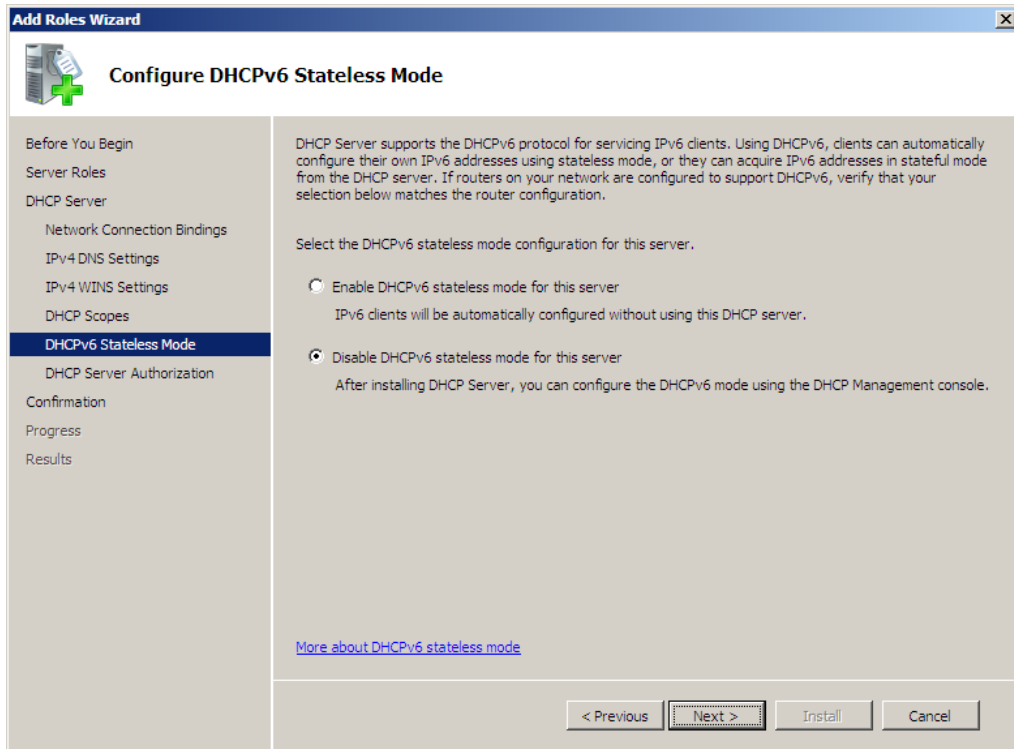 Add Roles Wizard
Configure DHCPv6 Stateless Mode
Before You Begin
Server Roles
DHCP Server
Network Connection Bindings
IPv4 DNS Settings
IPv4 WINS Settings
DHCP Scopes
DHCPv6 Stateless Mode
DHCP Server Authorization
Confirmation
Progress
Results
DHCP Server supports the DHCPv6 protocol for servicing IPv6 clients. Using DHCPv6, clients can automatically
configure their own IPv6 addresses using stateless mode, or they can acquire IPv6 addresses in stateful mode
from the DHCP server. If routers on your network are configured to support DHCPv6, verify that your
selection below matches the router configuration.
Select the DHCPv6 stateless mode configuration for this server.
Enable DHCPv6 stateless mode for this server
IPv6 clients will be automatically configured without using this DHCP server.
Disable DHCPv6 stateless mode for this server
After installing DHCP Server, you can configure the DHCPv6 mode using the DHCP Management console.
More about DHCPv6 stateless mode
< Previous Next > Install Cancel